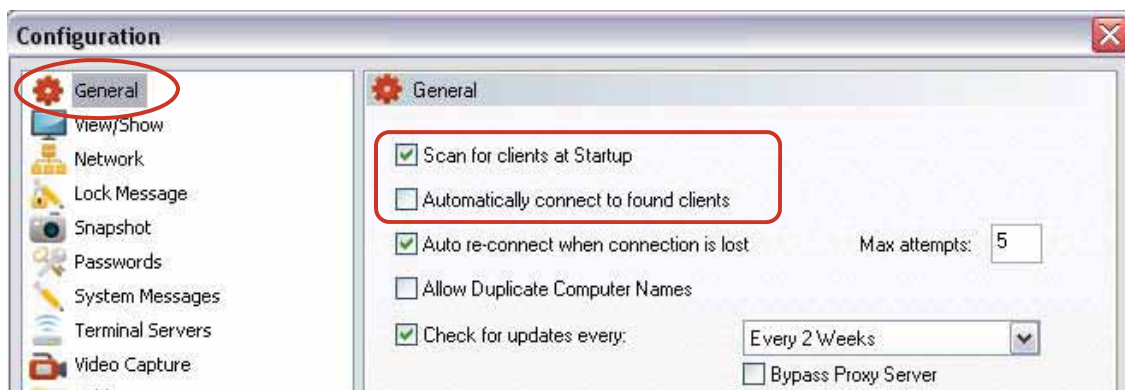 Configuration
General
View/Show
Network
Lock Message
Snapshot
Passwords
System Messages
Terminal Servers
Video Capture
General
Scan for clients at Startup
Automatically connect to found clients
Auto re-connect when connection is lost Max attempts: 5
Allow Duplicate Computer Names
Check for updates every: Every 2 Weeks
Bypass Proxy Server